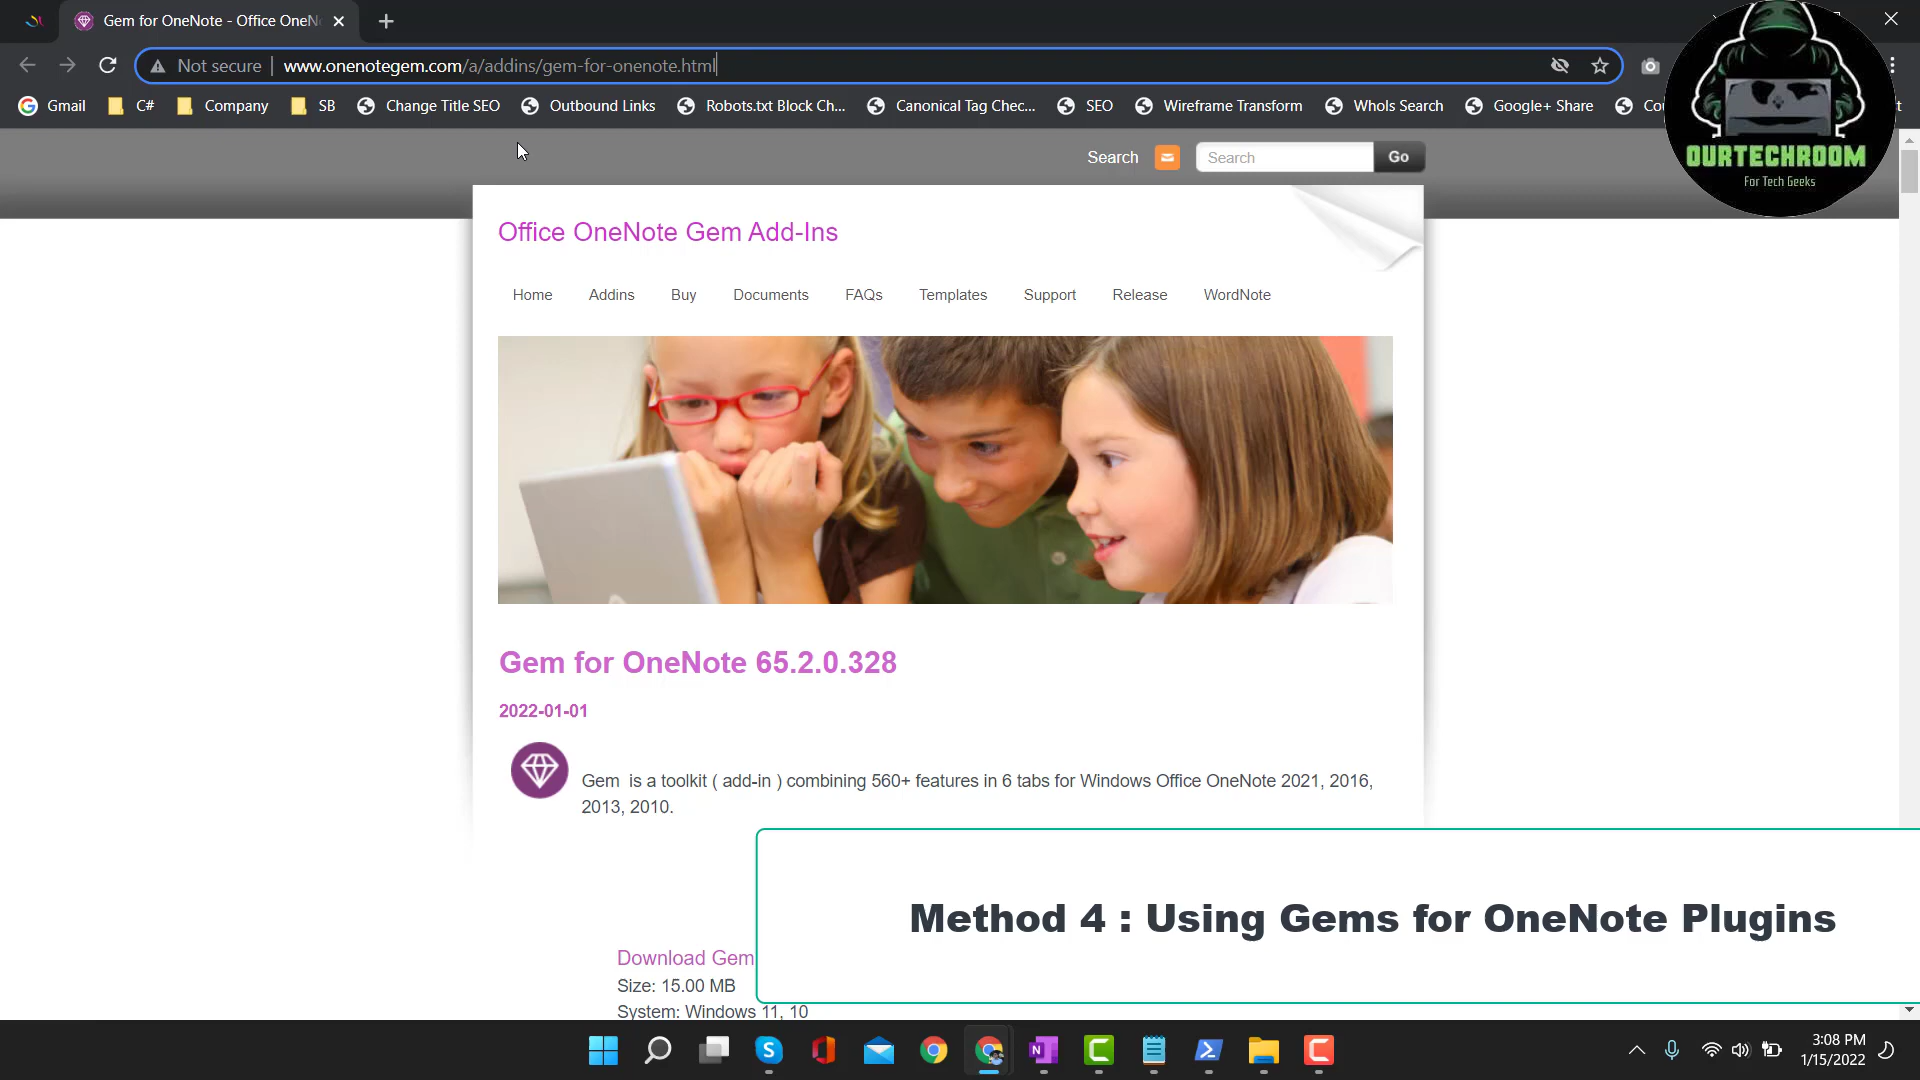 Gem for OneNote - Office OneN
Not secure www.onenotegem.com/a/addins/gem-for-onenote.html
Gmail C# Company SB Change Title SEO Outbound Links Robots.txt Block Ch... Canonical Tag Chec... SEO Wireframe Transform WhoIs Search Google+ Share Co
OURTECHROOM
For Tech Geeks
Search Search Go
Office OneNote Gem Add-Ins
Home Addins Buy Documents FAQs Templates Support Release WordNote
Gem for OneNote 65.2.0.328
2022-01-01
Gem is a toolkit ( add-in ) combining 560+ features in 6 tabs for Windows Office OneNote 2021, 2016,
2013, 2010.
Method 4 : Using Gems for OneNote Plugins
Download Gem
Size: 15.00 MB
System: Windows 11, 10
3:08 PM
1/15/2022